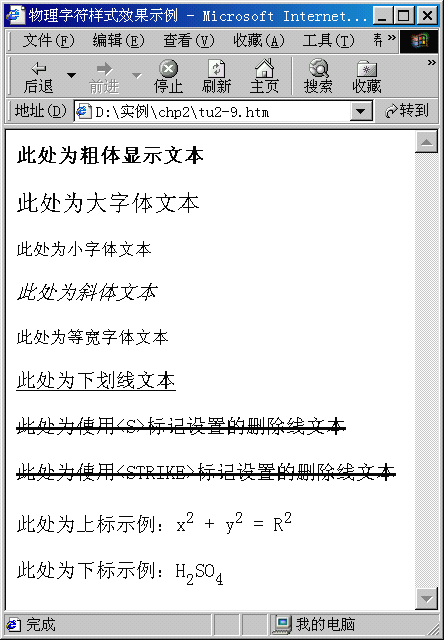 物理字符样式效果示例 - Microsoft Internet...
文件(F) 编辑(E) 查看(V) 收藏(A) 工具(T) »
后退 前进 停止 刷新 主页 搜索 收藏 »
地址(D) D:\实例\chp2\tu2-9.htm 转到
此处为粗体显示文本
此处为大字体文本
此处为小字体文本
此处为斜体文本
此处为等宽字体文本
此处为下划线文本
此处为使用<S>标记设置的删除线文本
此处为使用<STRIKE>标记设置的删除线文本
此处为上标示例：x² + y² = R²
此处为下标示例：H₂SO₄
完成 我的电脑